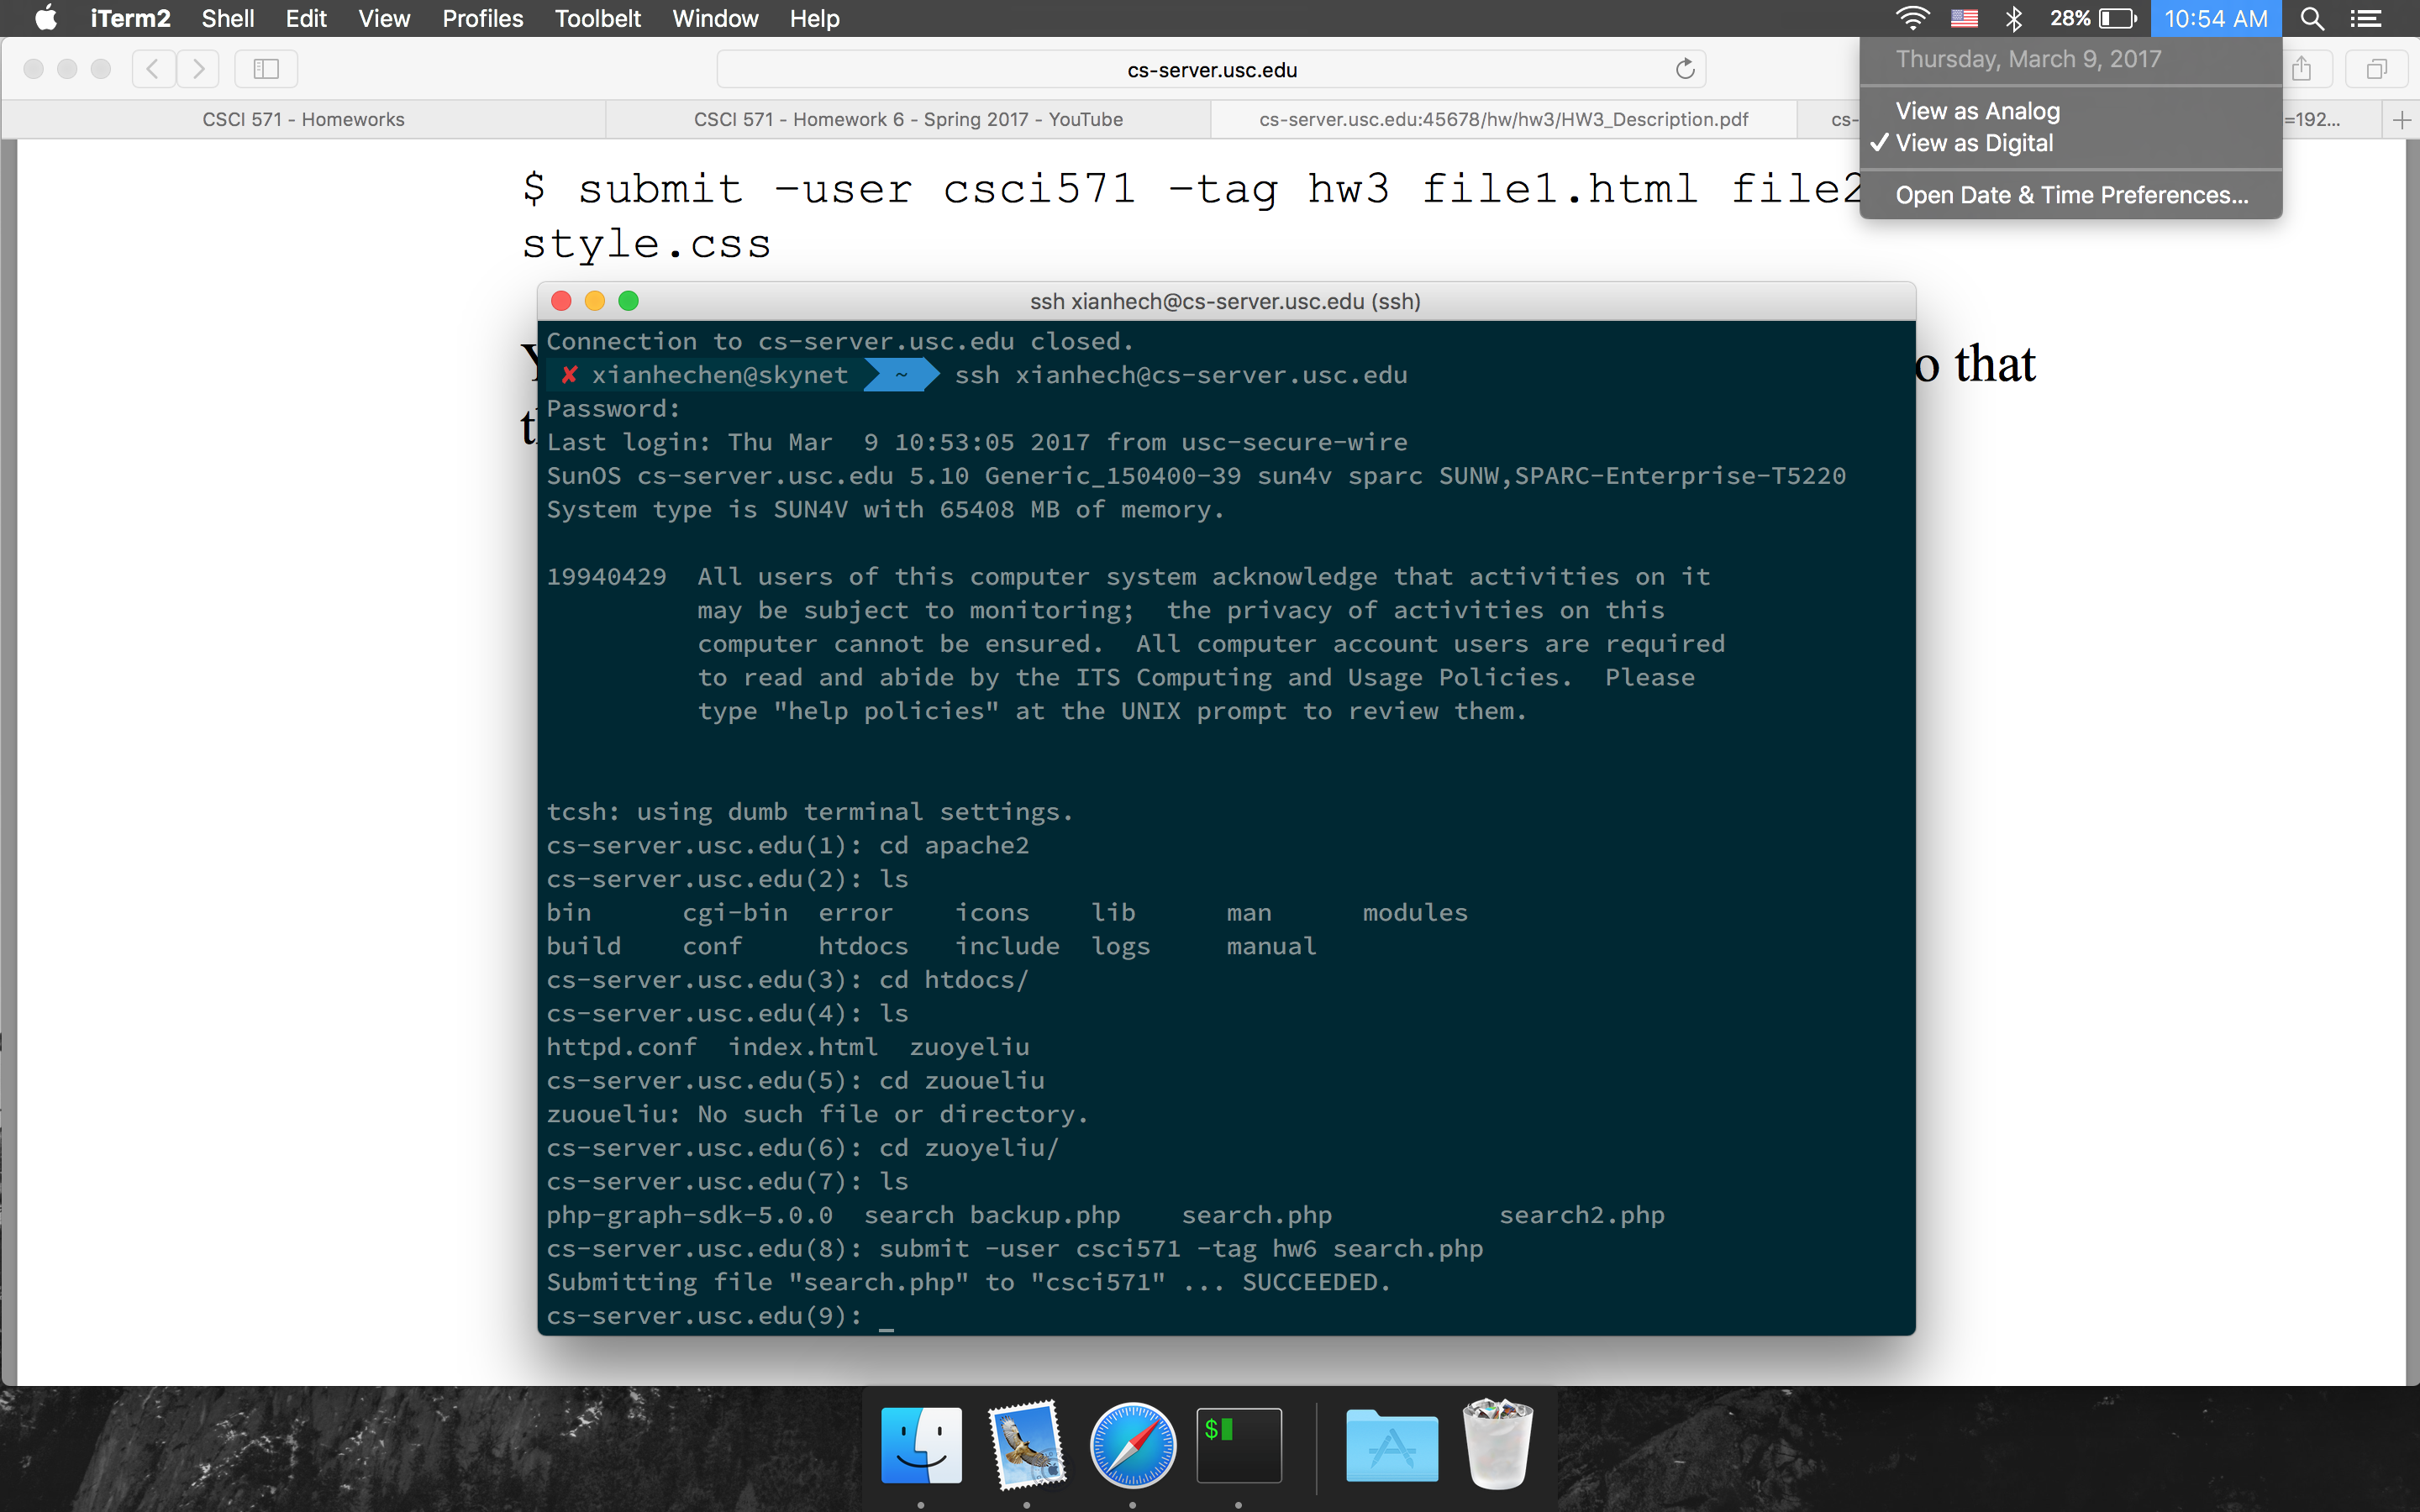 iTerm2 Shell Edit View Profiles Toolbelt Window Help 28% 10:54 AM
Thursday, March 9, 2017
View as Analog
✓ View as Digital
Open Date & Time Preferences...
cs-server.usc.edu
CSCI 571 - Homeworks CSCI 571 - Homework 6 - Spring 2017 - YouTube cs-server.usc.edu:45678/hw/hw3/HW3_Description.pdf cs- =192...
$ submit -user csci571 -tag hw3 file1.html file2
style.css
o that
ssh xianhech@cs-server.usc.edu (ssh)
Connection to cs-server.usc.edu closed.
✘ xianhechen@skynet ~ ssh xianhech@cs-server.usc.edu
Password:
Last login: Thu Mar  9 10:53:05 2017 from usc-secure-wire
SunOS cs-server.usc.edu 5.10 Generic_150400-39 sun4v sparc SUNW,SPARC-Enterprise-T5220
System type is SUN4V with 65408 MB of memory.
19940429  All users of this computer system acknowledge that activities on it
may be subject to monitoring;  the privacy of activities on this
computer cannot be ensured.  All computer account users are required
to read and abide by the ITS Computing and Usage Policies.  Please
type "help policies" at the UNIX prompt to review them.
tcsh: using dumb terminal settings.
cs-server.usc.edu(1): cd apache2
cs-server.usc.edu(2): ls
bin      cgi-bin  error    icons    lib      man      modules
build    conf     htdocs   include  logs     manual
cs-server.usc.edu(3): cd htdocs/
cs-server.usc.edu(4): ls
httpd.conf  index.html  zuoyeliu
cs-server.usc.edu(5): cd zuoueliu
zuoueliu: No such file or directory.
cs-server.usc.edu(6): cd zuoyeliu/
cs-server.usc.edu(7): ls
php-graph-sdk-5.0.0  search backup.php    search.php           search2.php
cs-server.usc.edu(8): submit -user csci571 -tag hw6 search.php
Submitting file "search.php" to "csci571" ... SUCCEEDED.
cs-server.usc.edu(9): _
$